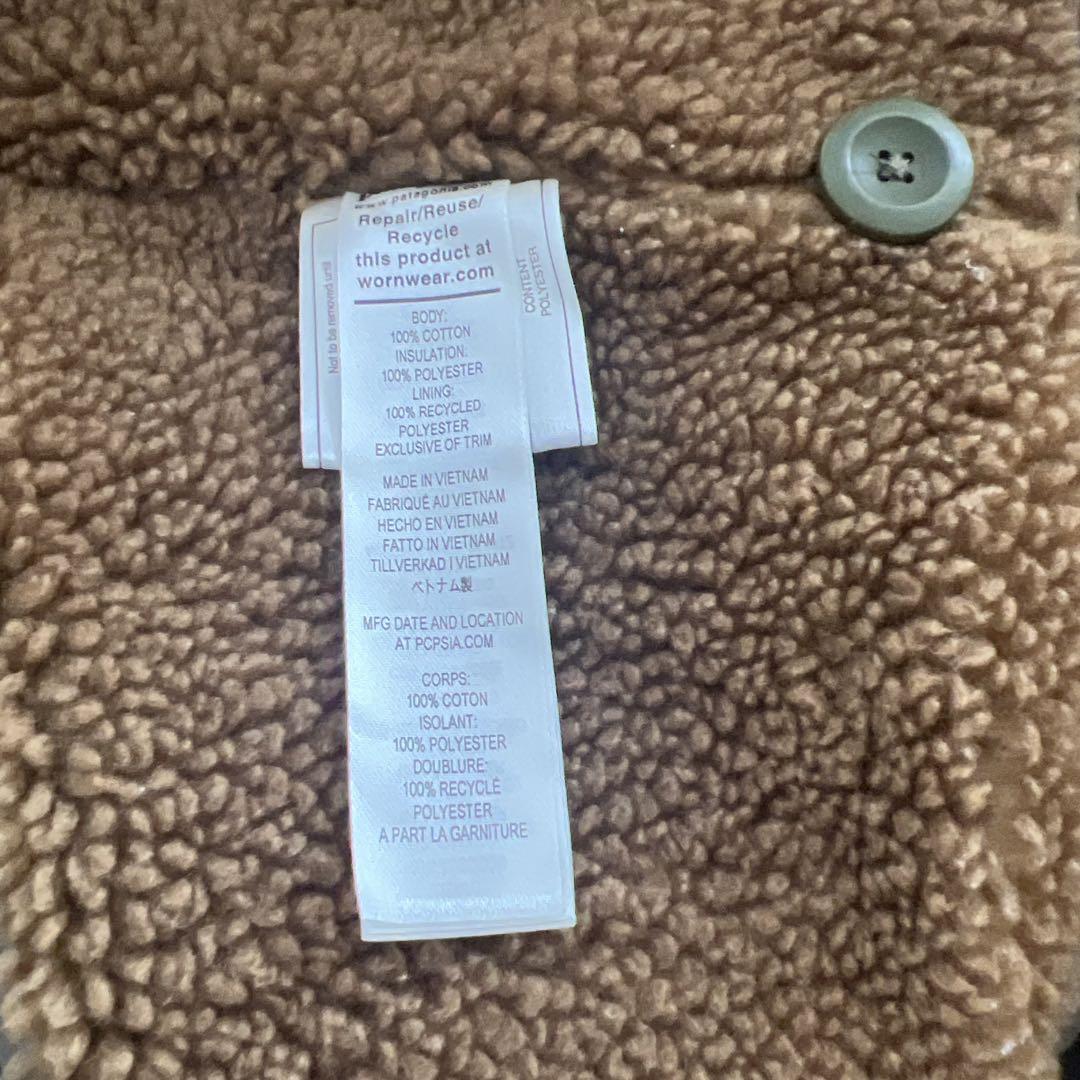 www.patagonia.com
Repair/Reuse/
Recycle
this product at
wornwear.com
BODY:
100% COTTON
INSULATION:
100% POLYESTER
LINING:
100% RECYCLED
POLYESTER
EXCLUSIVE OF TRIM
MADE IN VIETNAM
FABRIQUÉ AU VIETNAM
HECHO EN VIETNAM
FATTO IN VIETNAM
TILLVERKAD I VIETNAM
ベトナム製
MFG DATE AND LOCATION
AT PCPSIA.COM
CORPS:
100% COTON
ISOLANT:
100% POLYESTER
DOUBLURE:
100% RECYCLÉ
POLYESTER
A PART LA GARNITURE
Not to be removed until
CONTENT
POLYESTER